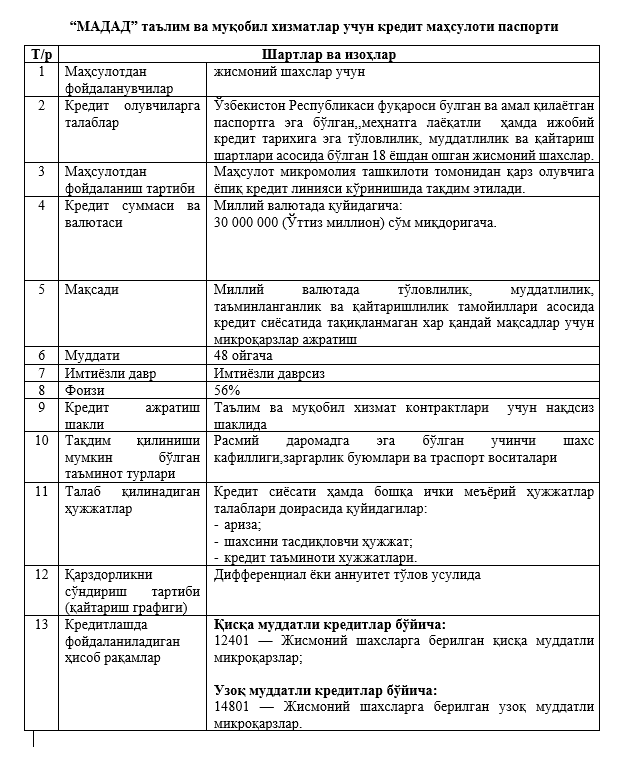 “МАДАД” таълим ва муқобил хизматлар учун кредит маҳсулоти паспорти
Т/р Шартлар ва изоҳлар
1 Маҳсулотдан фойдаланувчилар жисмоний шахслар учун
2 Кредит олувчиларга талаблар Ўзбекистон Республикаси фуқароси булган ва амал қилаётган
паспортга эга бўлган,,меҳнатга лаёқатли ҳамда ижобий
кредит тарихига эга тўловлилик, муддатлилик ва қайтариш
шартлари асосида бўлган 18 ёшдан ошган жисмоний шахслар.
3 Маҳсулотдан фойдаланиш тартиби Маҳсулот микромолия ташкилоти томонидан қарз олувчига
ёпиқ кредит линияси кўринишида тақдим этилади.
4 Кредит суммаси ва валютаси Миллий валютада қуйидагича:
30 000 000 (Ўттиз миллион) сўм миқдоригача.
5 Мақсади Миллий валютада тўловлилик, муддатлилик,
таъминланганлик ва қайтаришлилик тамойиллари асосида
кредит сиёсатида тақиқланмаган хар қандай мақсадлар учун
микроқарзлар ажратиш
6 Муддати 48 ойгача
7 Имтиёзли давр Имтиёзли даврсиз
8 Фоизи 56%
9 Кредит ажратиш шакли Таълим ва муқобил хизмат контрактлари учун нақдсиз
шаклида
10 Тақдим қилиниши мумкин бўлган таъминот турлари Расмий даромадга эга бўлган учинчи шахс
кафиллиги,заргарлик буюмлари ва траспорт воситалари
11 Талаб қилинадиган ҳужжатлар Кредит сиёсати ҳамда бошқа ички меъёрий ҳужжатлар
талаблари доирасида қуйидагилар:
- ариза;
- шахсини тасдиқловчи ҳужжат;
- кредит таъминоти ҳужжатлари.
12 Қарздорликни сўндириш тартиби (қайтариш графиги) Дифференциал ёки аннуитет тўлов усулида
13 Кредитлашда фойдаланиладиган ҳисоб рақамлар Қисқа муддатли кредитлар бўйича:
12401 — Жисмоний шахсларга берилган қисқа муддатли
микроқарзлар;
Узоқ муддатли кредитлар бўйича:
14801 — Жисмоний шахсларга берилган узоқ муддатли
микроқарзлар.